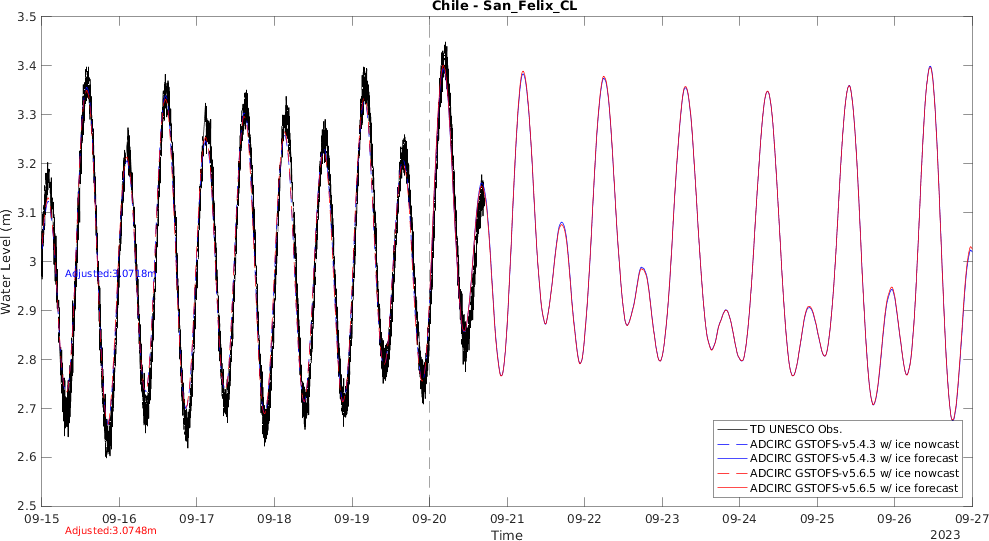 Chile - San_Felix_CL
3.5
3.4
3.3
3.2
3.1
3
2.9
2.8
2.7
2.6
2.5
Water Level (m)
Adjusted:3.0718m
TD UNESCO Obs.
ADCIRC GSTOFS-v5.4.3 w/ ice nowcast
ADCIRC GSTOFS-v5.4.3 w/ ice forecast
ADCIRC GSTOFS-v5.6.5 w/ ice nowcast
ADCIRC GSTOFS-v5.6.5 w/ ice forecast
09-15 09-16 09-17 09-18 09-19 09-20 09-21 09-22 09-23 09-24 09-25 09-26 09-27
Adjusted:3.0748m
Time
2023